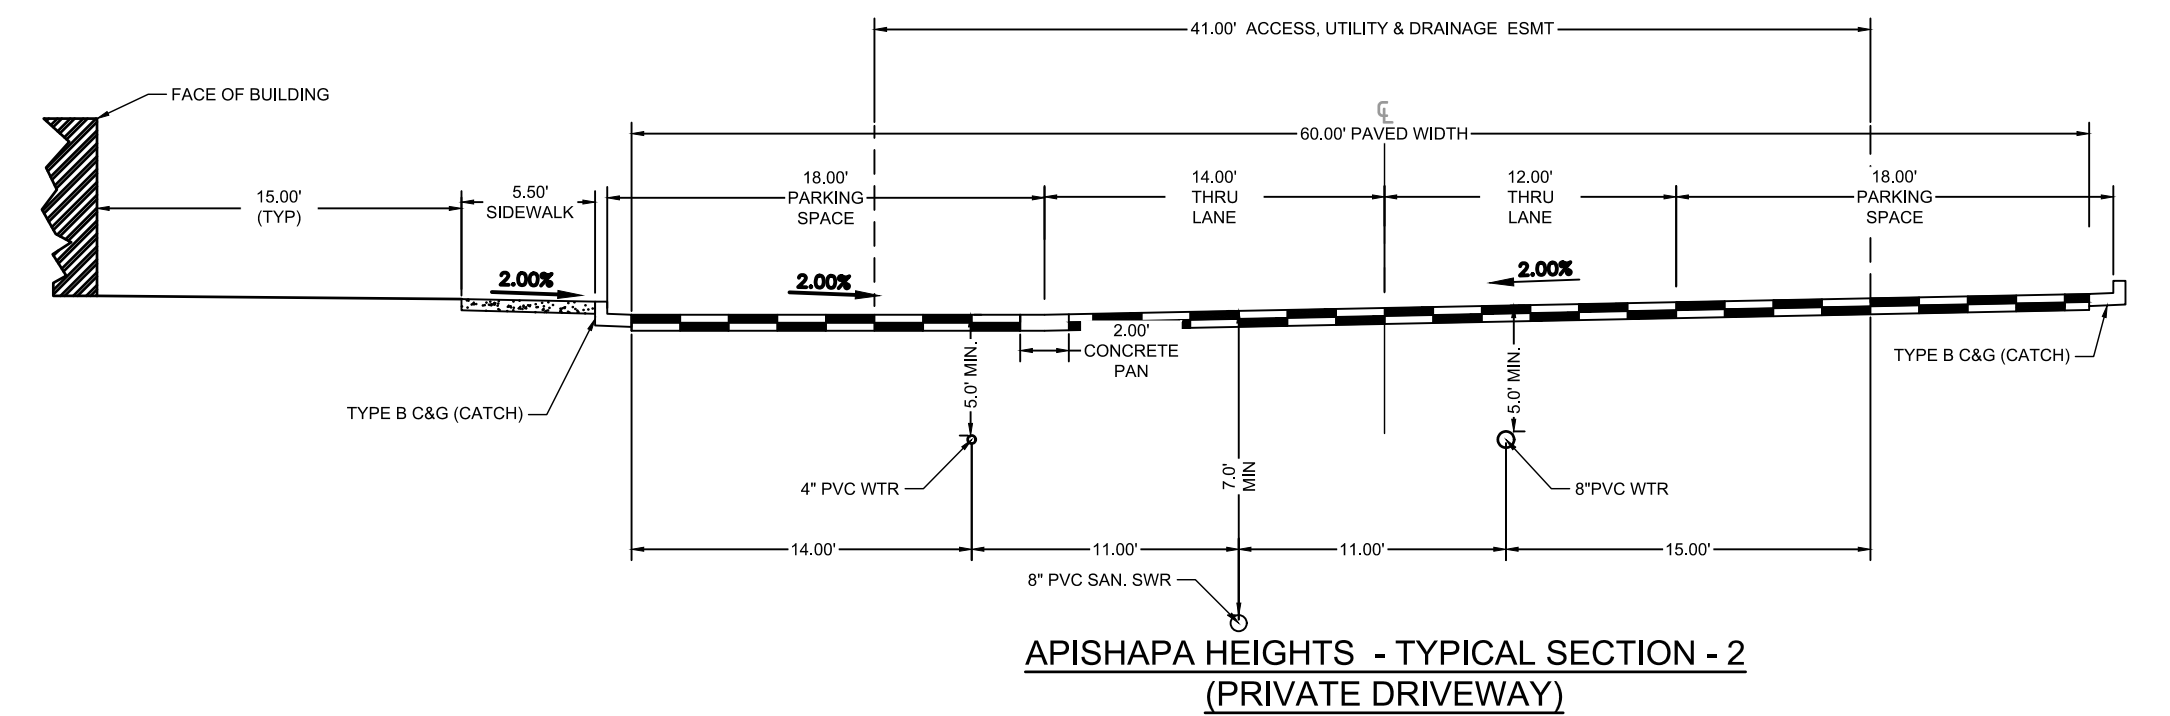 41.00' ACCESS, UTILITY & DRAINAGE ESMT
FACE OF BUILDING
CL
60.00' PAVED WIDTH
15.00'
(TYP)
5.50'
SIDEWALK
18.00'
PARKING
SPACE
14.00'
THRU
LANE
12.00'
THRU
LANE
18.00'
PARKING
SPACE
2.00%
2.00%
2.00%
2.00'
CONCRETE
PAN
TYPE B C&G (CATCH)
TYPE B C&G (CATCH)
5.0' MIN.
5.0' MIN.
7.0'
MIN
4" PVC WTR
8"PVC WTR
14.00'
11.00'
11.00'
15.00'
8" PVC SAN. SWR
APISHAPA HEIGHTS - TYPICAL SECTION - 2
(PRIVATE DRIVEWAY)